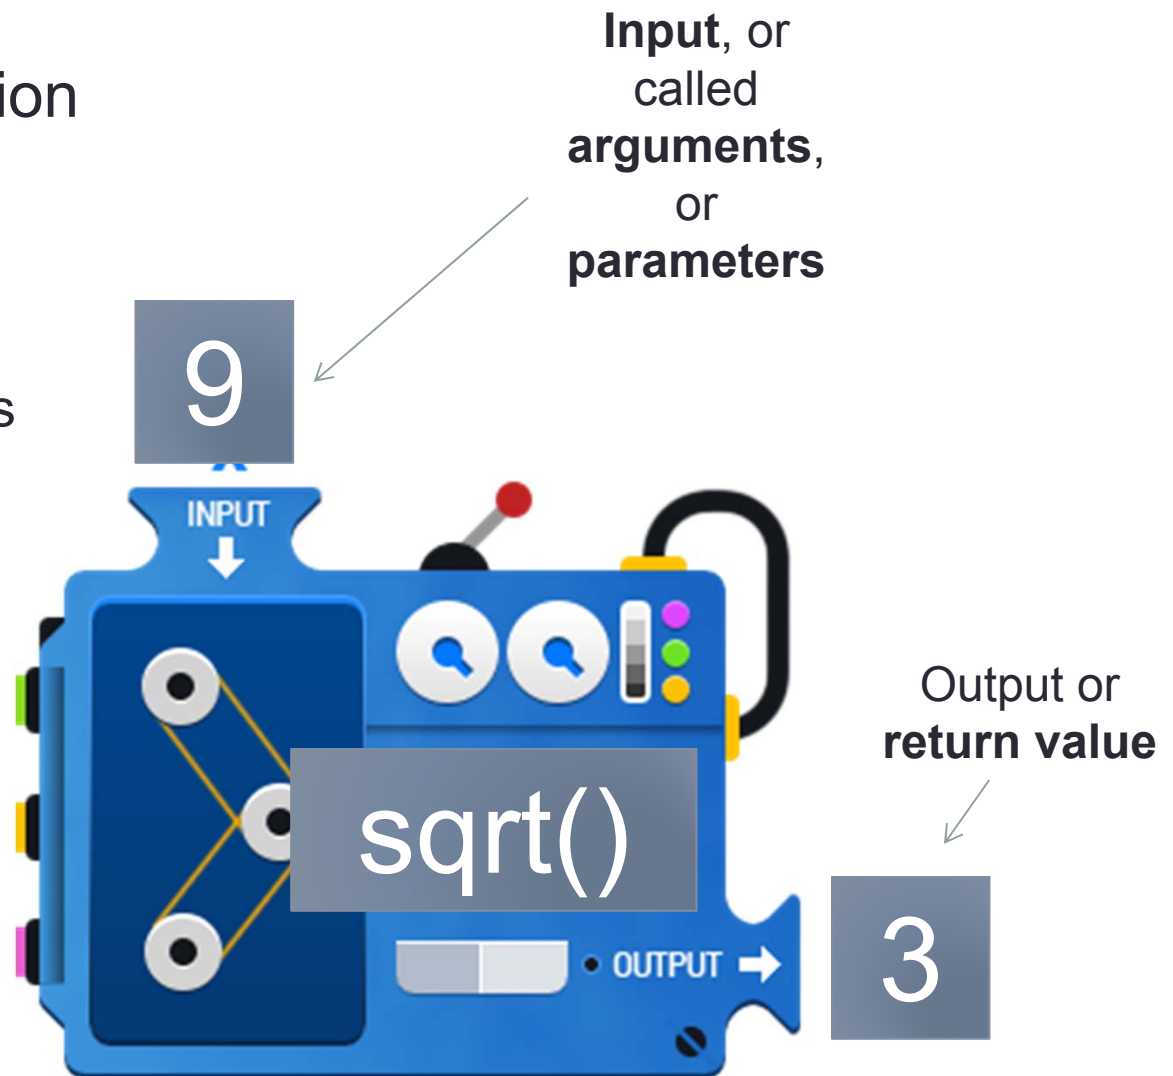 Input, or
called
arguments,
or
parameters
ion
9
s
INPUT
sqrt()
Output or
return value
OUTPUT
3